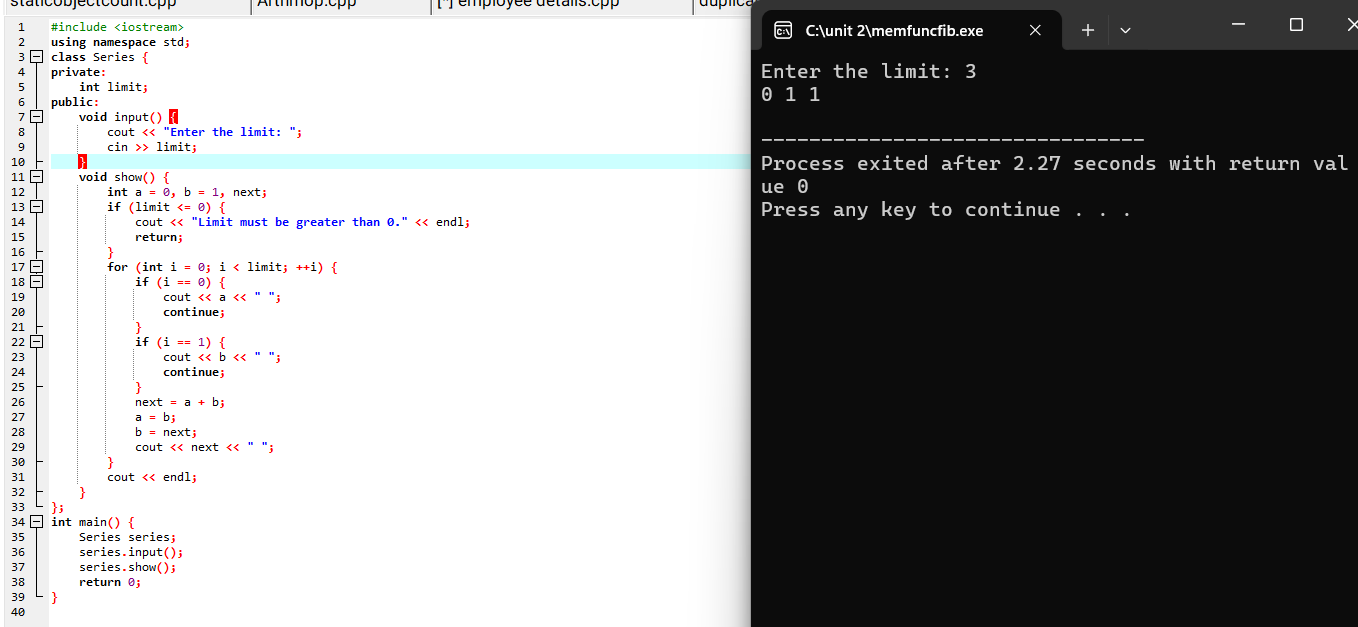 staticobjectcount.cpp
Arthmop.cpp
[*] employee details.cpp
1 #include <iostream>
2 using namespace std;
3 class Series {
4 private:
5     int limit;
6 public:
7     void input() {
8         cout << "Enter the limit: ";
9         cin >> limit;
10     }
11     void show() {
12         int a = 0, b = 1, next;
13         if (limit <= 0) {
14             cout << "Limit must be greater than 0." << endl;
15             return;
16         }
17         for (int i = 0; i < limit; ++i) {
18             if (i == 0) {
19                 cout << a << " ";
20                 continue;
21             }
22             if (i == 1) {
23                 cout << b << " ";
24                 continue;
25             }
26             next = a + b;
27             a = b;
28             b = next;
29             cout << next << " ";
30         }
31         cout << endl;
32     }
33 };
34 int main() {
35     Series series;
36     series.input();
37     series.show();
38     return 0;
39 }
40
C:\unit 2\memfuncfib.exe
Enter the limit: 3
0 1 1
--------------------------------
Process exited after 2.27 seconds with return val
ue 0
Press any key to continue . . .